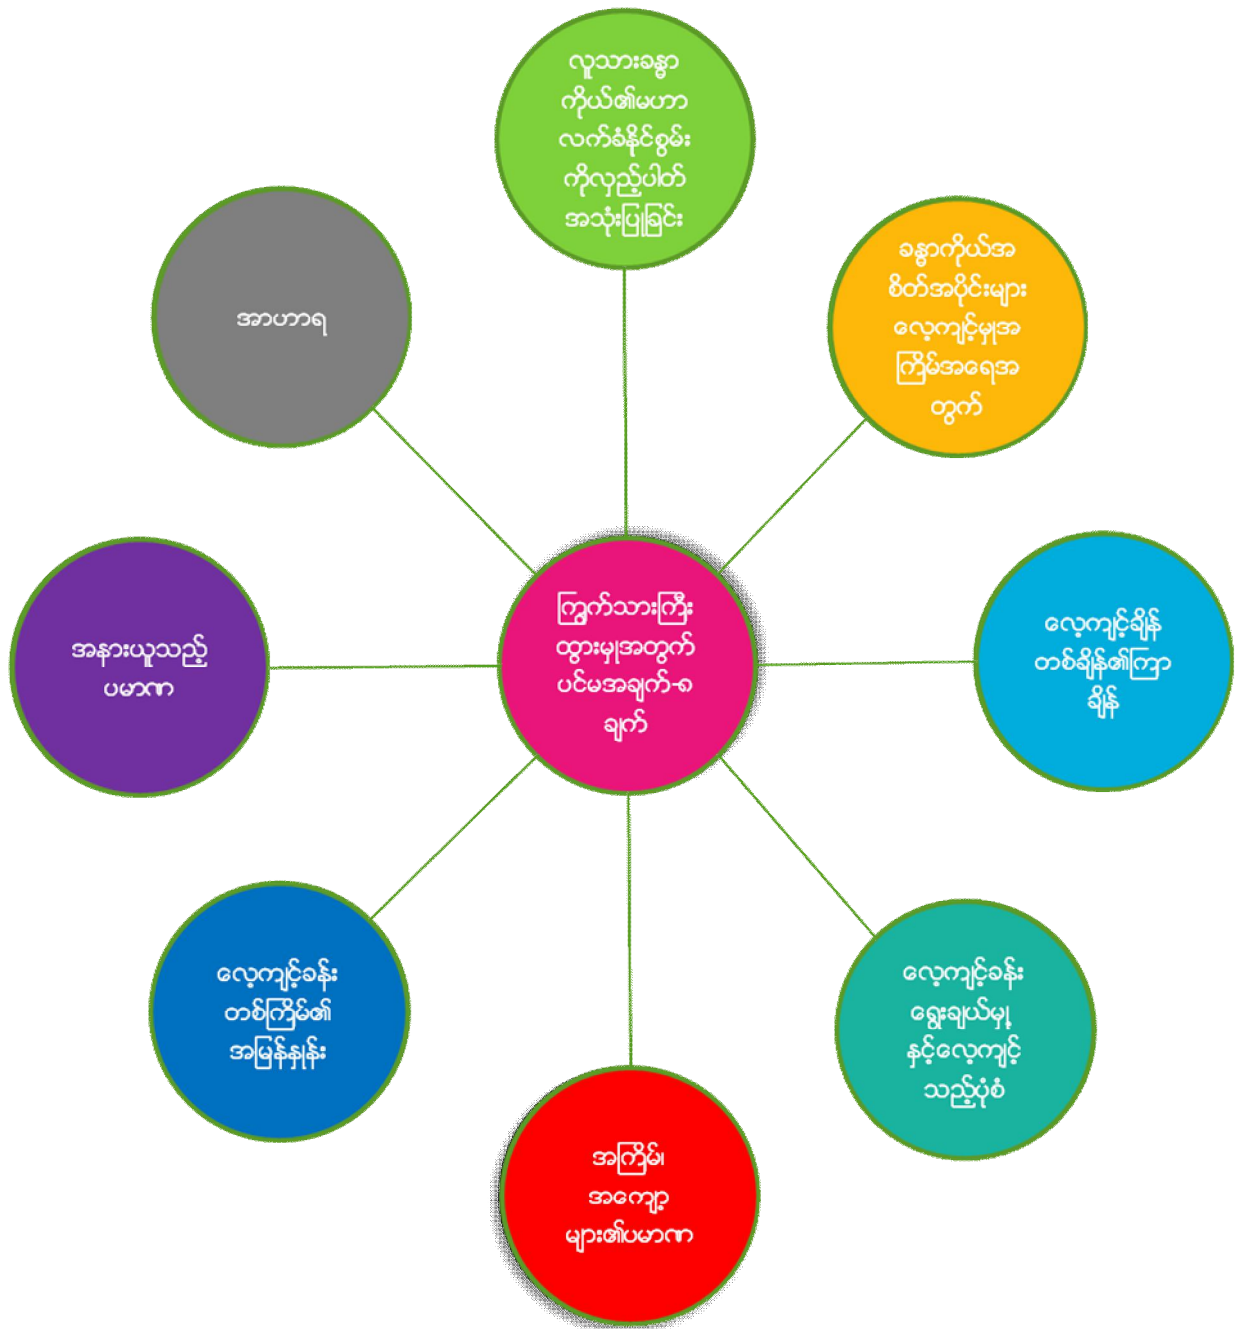 လူသားခန္ဓာ
ကိုယ်၏မဟာ
လက်ခံနိုင်စွမ်း
ကိုလှည့်ပါတ်
အသုံးပြုခြင်း
ခန္ဓာကိုယ်အ
စိတ်အပိုင်းများ
လေ့ကျင့်မှုအ
ကြိမ်အရေအ
တွက်
လေ့ကျင့်ချိန်
တစ်ချိန်၏ကြာ
ချိန်
လေ့ကျင့်ခန်း
ရွေးချယ်မှု့
နှင့်လေ့ကျင့်
သည့်ပုံစံ
အကြိမ်၊
အကျော့
များ၏ပမာဏ
လေ့ကျင့်ခန်း
တစ်ကြိမ်၏
အမြန်နှုန်း
အနားယူသည့်
ပမာဏ
အာဟာရ
ကြွက်သားကြီး
ထွားမှုအတွက်
ပင်မအချက်-၈
ချက်